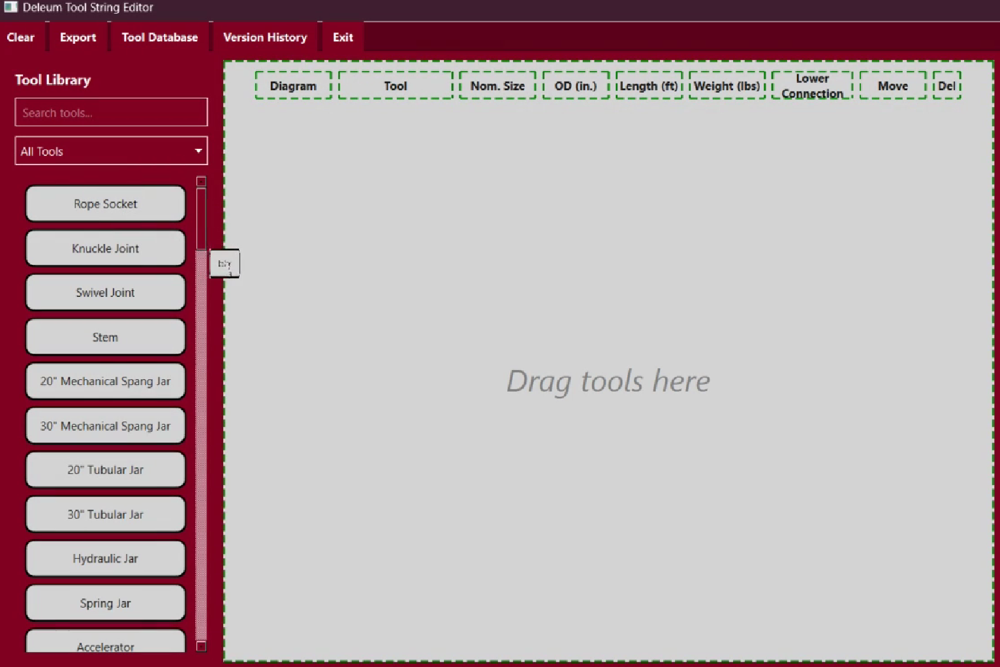 Deleum Tool String Editor
Clear Export Tool Database Version History Exit
Tool Library
Search tools...
All Tools
Rope Socket
Knuckle Joint
Swivel Joint
Stem
20" Mechanical Spang Jar
30" Mechanical Spang Jar
20" Tubular Jar
30" Tubular Jar
Hydraulic Jar
Spring Jar
Accelerator
Diagram Tool Nom. Size OD (in.) Length (ft) Weight (lbs) Lower Connection Move Del
Drag tools here